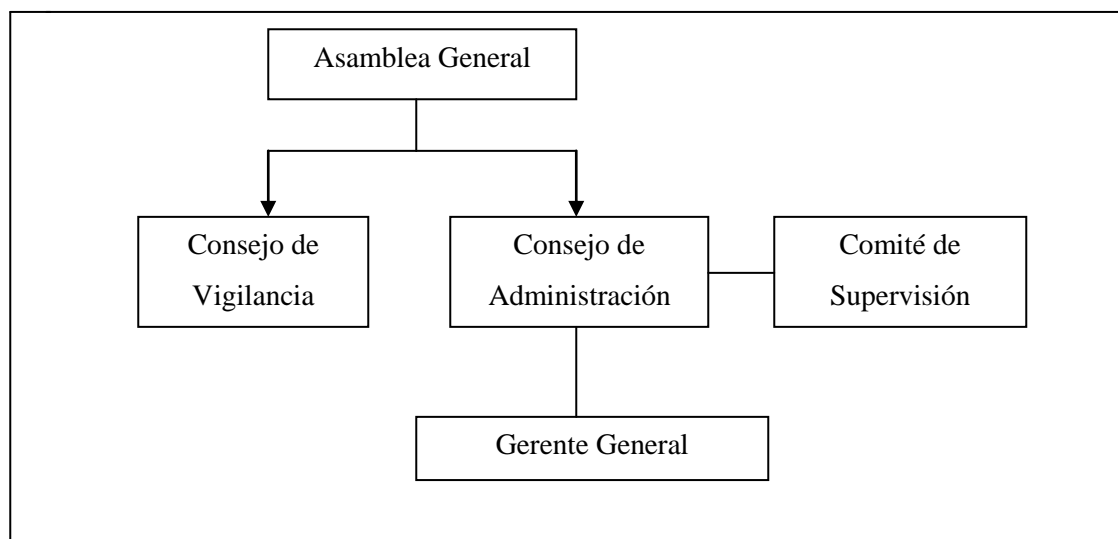 Asamblea General
Consejo de
Vigilancia
Consejo de
Administración
Comité de
Supervisión
Gerente General